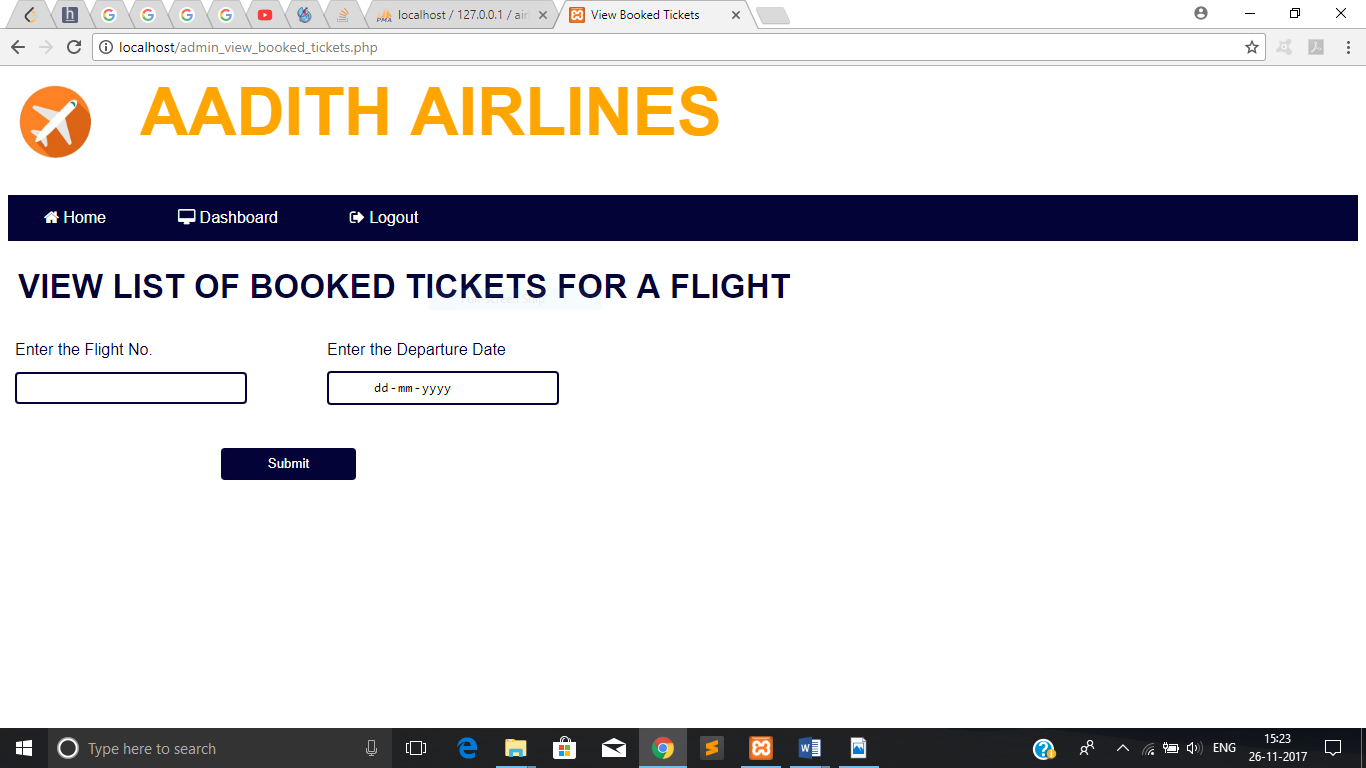 localhost / 127.0.0.1 / air
View Booked Tickets
localhost/admin_view_booked_tickets.php
AADITH AIRLINES
Home Dashboard Logout
VIEW LIST OF BOOKED TICKETS FOR A FLIGHT
Enter the Flight No. Enter the Departure Date
dd-mm-yyyy
Submit
Type here to search
ENG
15:23
26-11-2017